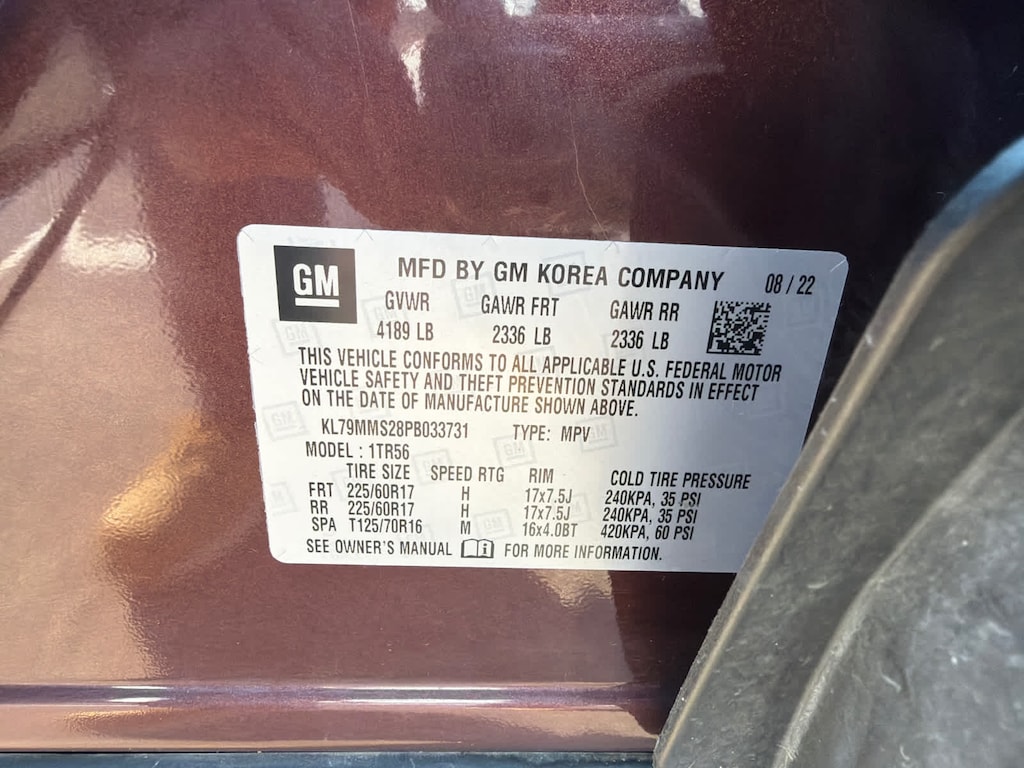 GM
MFD BY GM KOREA COMPANY 08 / 22
GVWR GAWR FRT GAWR RR
4189 LB 2336 LB 2336 LB
THIS VEHICLE CONFORMS TO ALL APPLICABLE U.S. FEDERAL MOTOR
VEHICLE SAFETY AND THEFT PREVENTION STANDARDS IN EFFECT
ON THE DATE OF MANUFACTURE SHOWN ABOVE.
KL79MMS28PB033731 TYPE: MPV
MODEL : 1TR56
TIRE SIZE SPEED RTG RIM COLD TIRE PRESSURE
FRT 225/60R17 H 17x7.5J 240KPA, 35 PSI
RR 225/60R17 H 17x7.5J 240KPA, 35 PSI
SPA T125/70R16 M 16x4.0BT 420KPA, 60 PSI
SEE OWNER'S MANUAL FOR MORE INFORMATION.